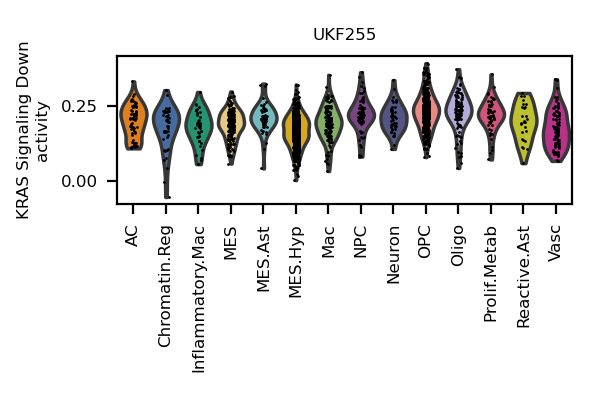 UKF255
KRAS Signaling Down
activity
0.25
0.00
AC
Chromatin.Reg
Inflammatory.Mac
MES
MES.Ast
MES.Hyp
Mac
NPC
Neuron
OPC
Oligo
Prolif.Metab
Reactive.Ast
Vasc